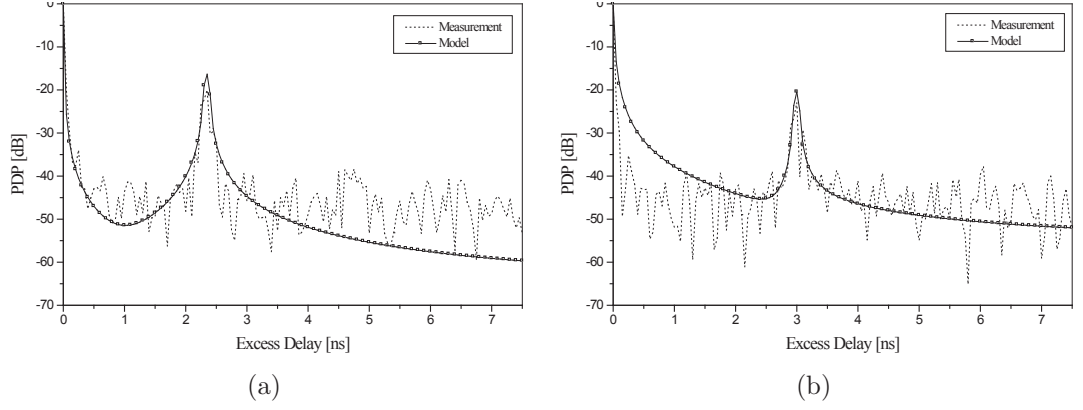 0
-10
-20
-30
-40
-50
-60
-70
PDP [dB]
0 1 2 3 4 5 6 7
Excess Delay [ns]
Measurement
Model
(a)
0
-10
-20
-30
-40
-50
-60
-70
PDP [dB]
0 1 2 3 4 5 6 7
Excess Delay [ns]
Measurement
Model
(b)